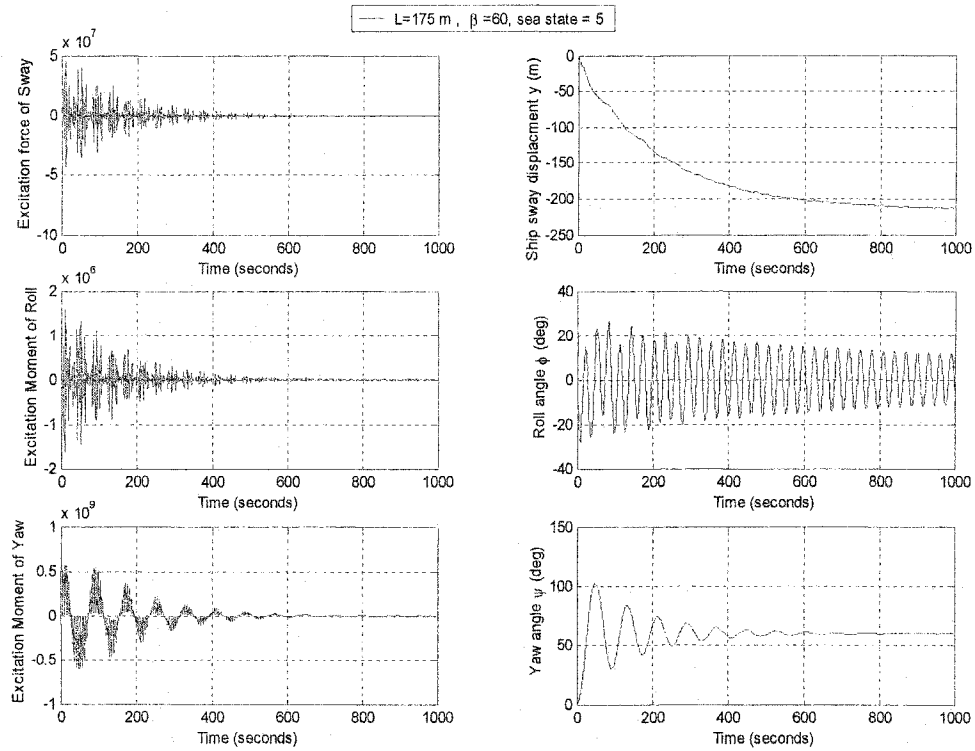 L=175 m , β =60, sea state = 5
x 10^7
5
0
-5
-10
Excitation force of Sway
0 200 400 600 800 1000
Time (seconds)
0
-50
-100
-150
-200
-250
Ship sway displacment y (m)
0 200 400 600 800 1000
Time (seconds)
x 10^6
2
1
0
-1
-2
Excitation Moment of Roll
0 200 400 600 800 1000
Time (seconds)
40
20
0
-20
-40
Roll angle ϕ (deg)
0 200 400 600 800 1000
Time (seconds)
x 10^9
1
0.5
0
-0.5
-1
Excitation Moment of Yaw
0 200 400 600 800 1000
Time (seconds)
150
100
50
0
Yaw angle ψ (deg)
0 200 400 600 800 1000
Time (seconds)